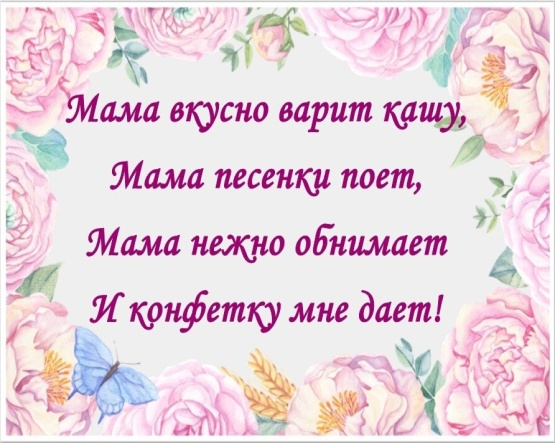 Мама вкусно варит кашу,
Мама песенки поет,
Мама нежно обнимает
И конфетку мне дает!